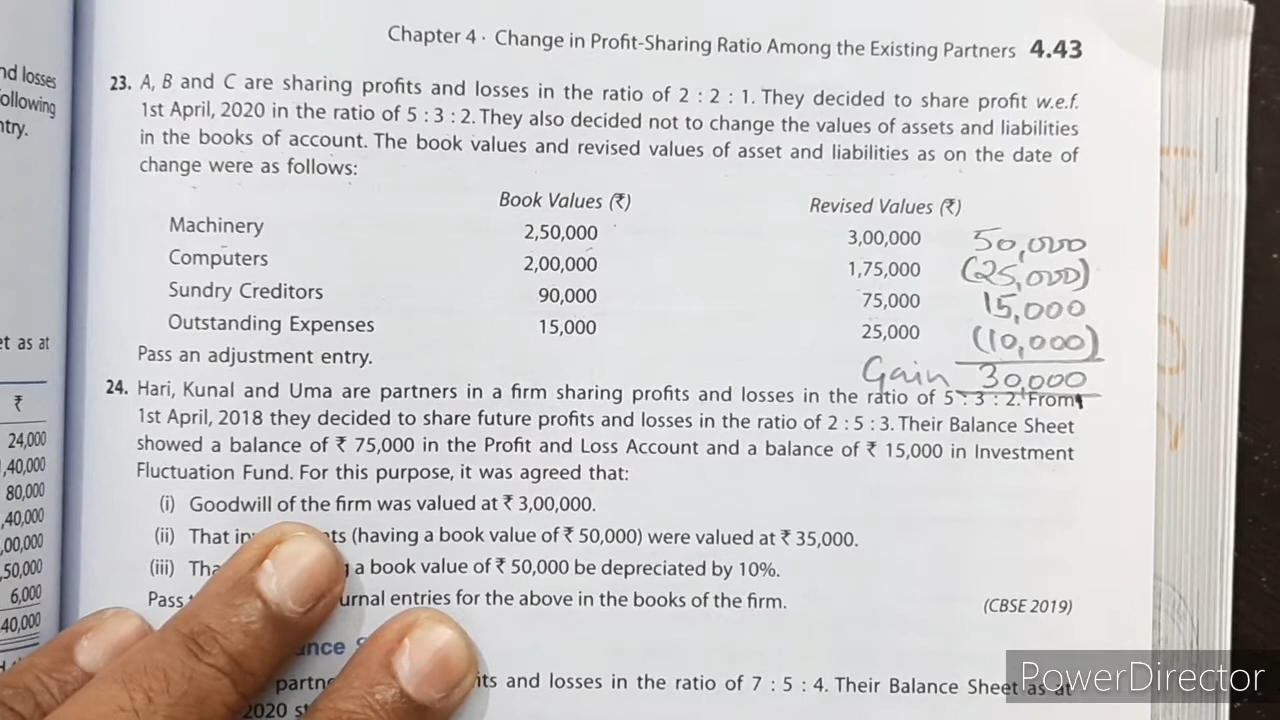 Chapter 4 · Change in Profit-Sharing Ratio Among the Existing Partners 4.43
nd losses
ollowing
ntry.
et as at
₹
24,000
,40,000
80,000
,40,000
,00,000
,50,000
6,000
40,000
23. A, B and C are sharing profits and losses in the ratio of 2 : 2 : 1. They decided to share profit w.e.f.
1st April, 2020 in the ratio of 5 : 3 : 2. They also decided not to change the values of assets and liabilities
in the books of account. The book values and revised values of asset and liabilities as on the date of
change were as follows:
Book Values (₹) Revised Values (₹)
Machinery 2,50,000 3,00,000 50,000
Computers 2,00,000 1,75,000 (25,000)
Sundry Creditors 90,000 75,000 15,000
Outstanding Expenses 15,000 25,000 (10,000)
Pass an adjustment entry. Gain 30,000
24. Hari, Kunal and Uma are partners in a firm sharing profits and losses in the ratio of 5 : 3 : 2. From
1st April, 2018 they decided to share future profits and losses in the ratio of 2 : 5 : 3. Their Balance Sheet
showed a balance of ₹ 75,000 in the Profit and Loss Account and a balance of ₹ 15,000 in Investment
Fluctuation Fund. For this purpose, it was agreed that:
(i) Goodwill of the firm was valued at ₹ 3,00,000.
(ii) That (having a book value of ₹ 50,000) were valued at ₹ 35,000.
(iii) a book value of ₹ 50,000 be depreciated by 10%.
Pass urnal entries for the above in the books of the firm. (CBSE 2019)
ance
partne its and losses in the ratio of 7 : 5 : 4. Their Balance Sheet as at
2020
PowerDirector